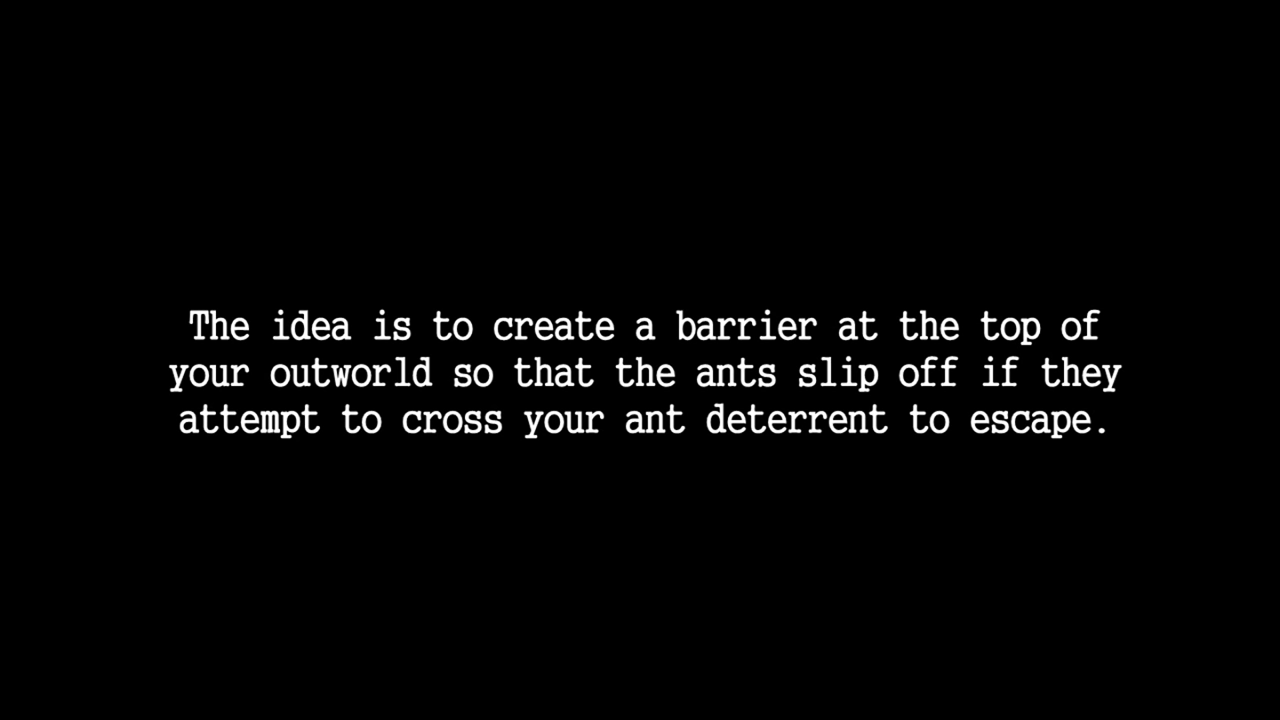 The idea is to create a barrier at the top of
your outworld so that the ants slip off if they
attempt to cross your ant deterrent to escape.